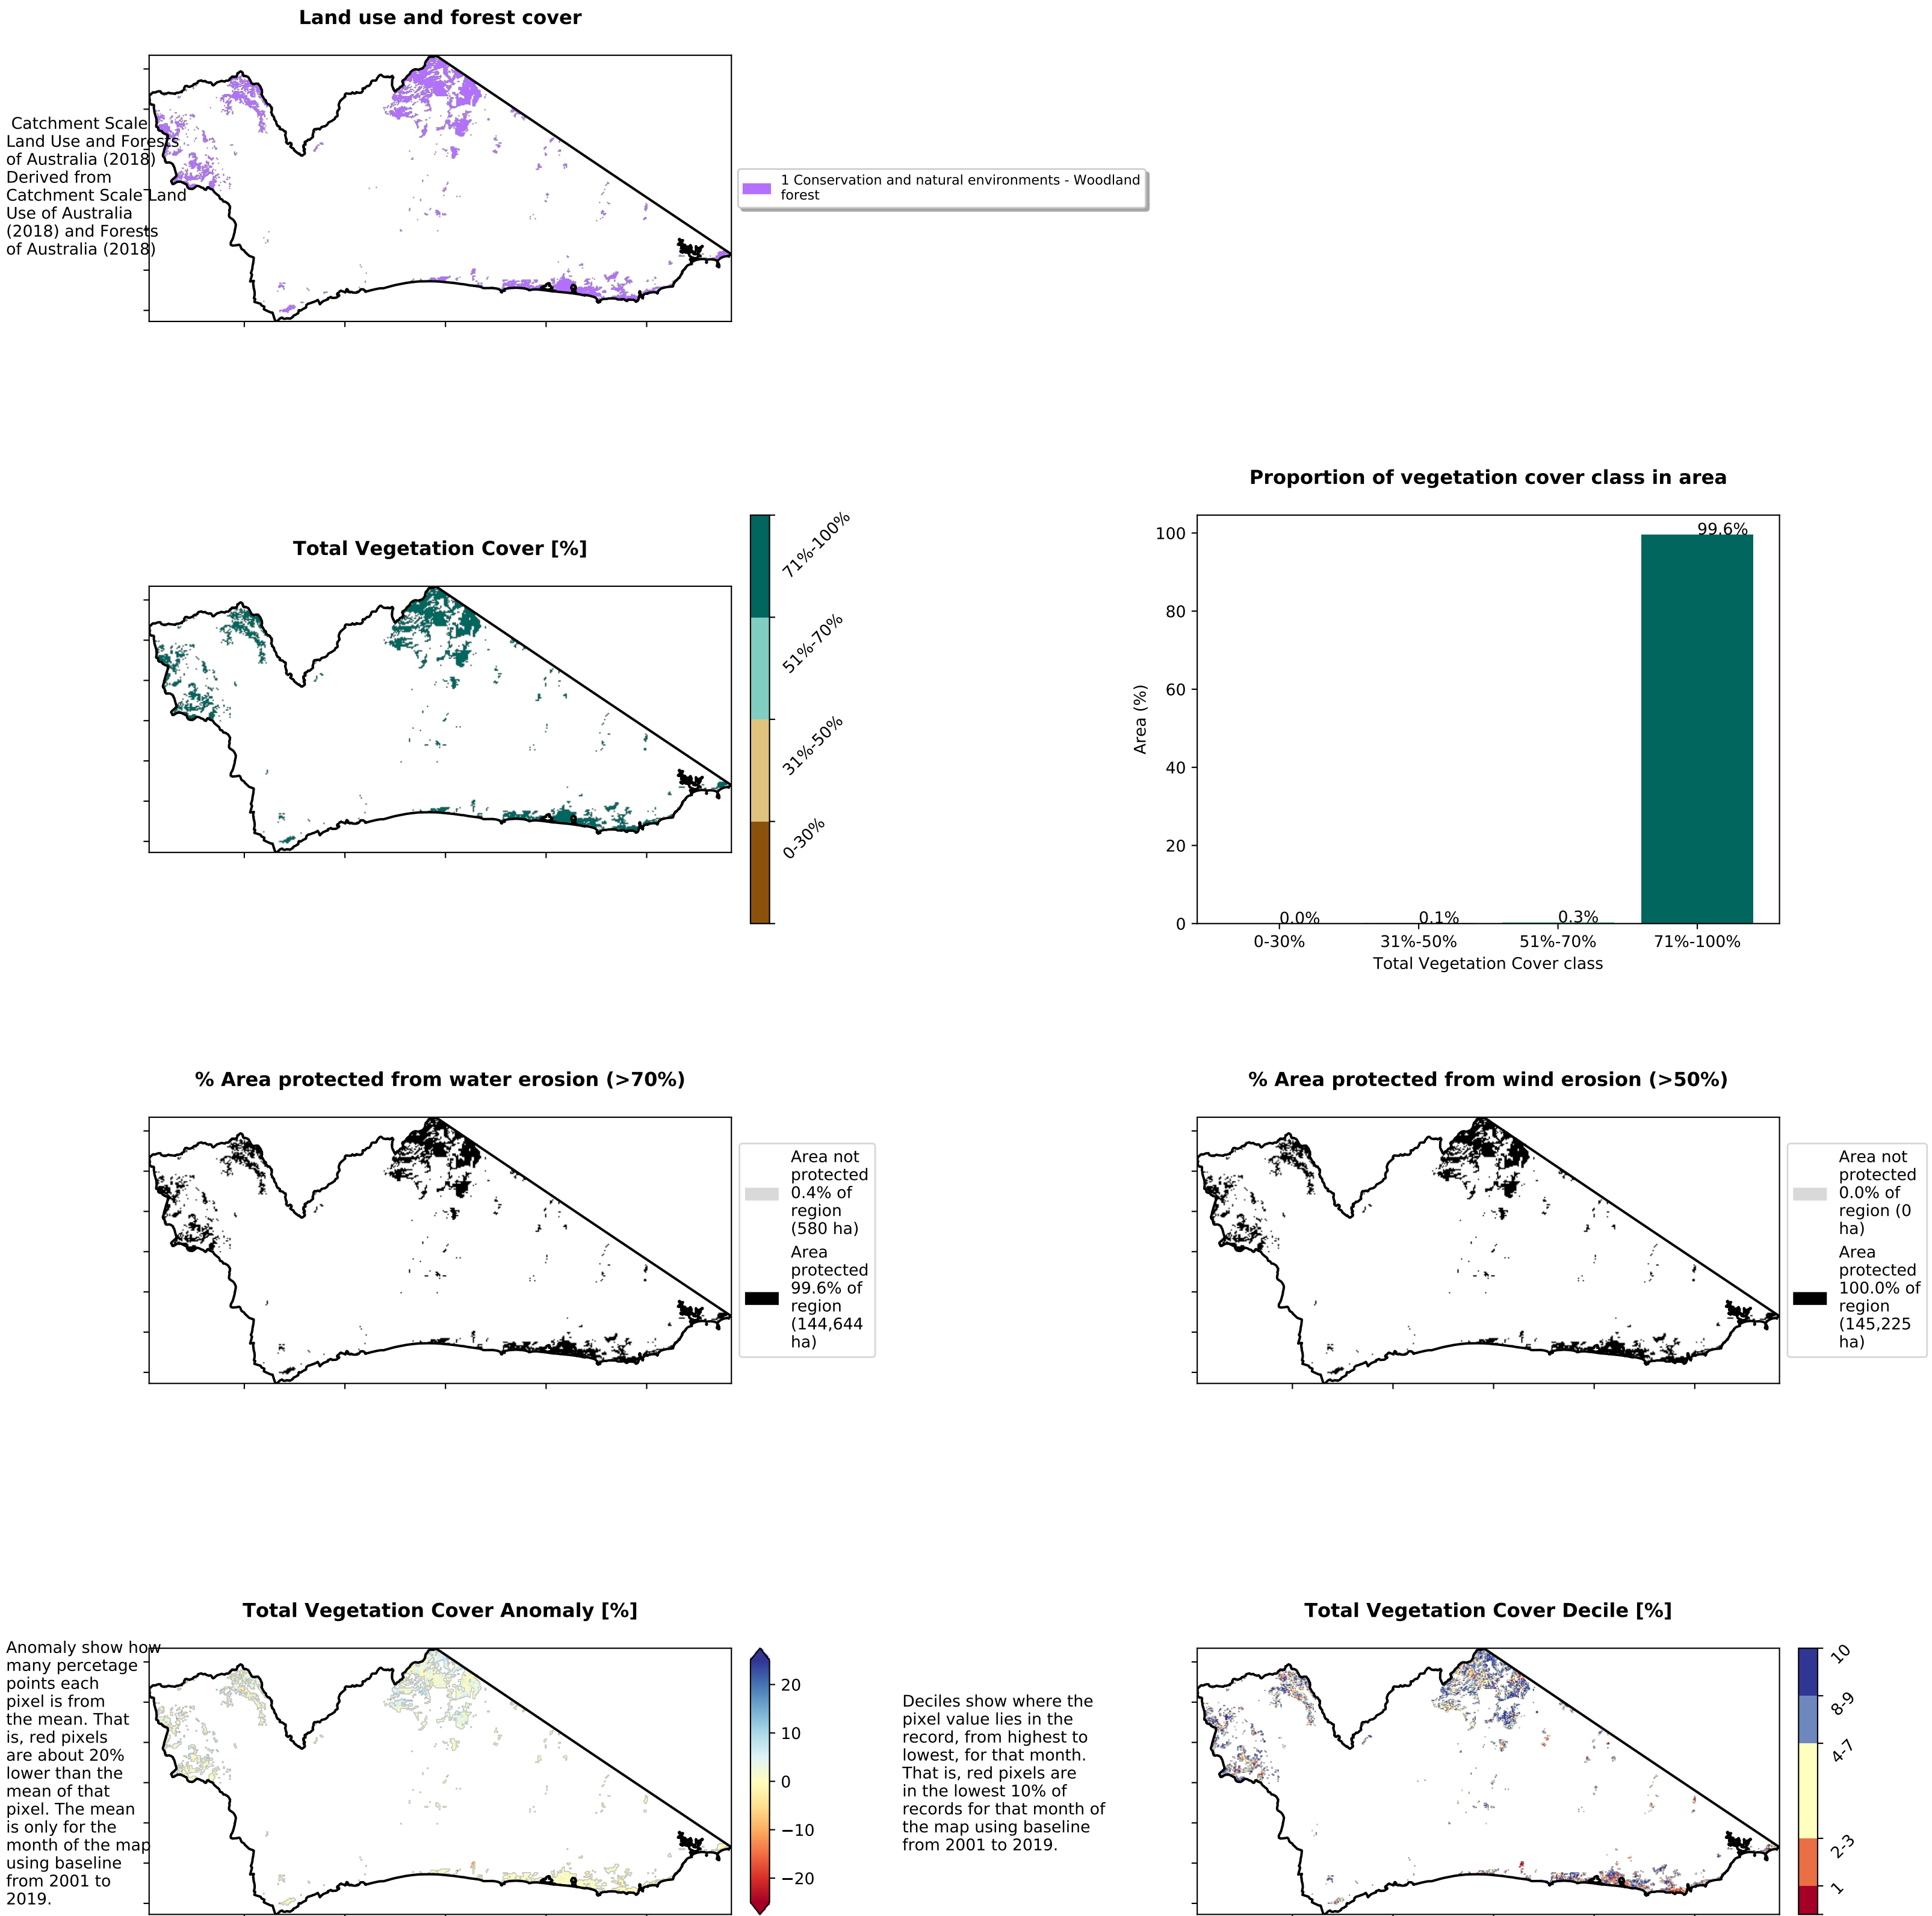 Land use and forest cover
Catchment Scale
Land Use and Forests
of Australia (2018)
Derived from
Catchment Scale Land
Use of Australia
(2018) and Forests
of Australia (2018)
1 Conservation and natural environments - Woodland
forest
Total Vegetation Cover [%]
71%-100%
51%-70%
31%-50%
0-30%
Proportion of vegetation cover class in area
Area (%)
100
80
60
40
20
0
0.0%
0.1%
0.3%
99.6%
0-30%
31%-50%
51%-70%
71%-100%
Total Vegetation Cover class
% Area protected from water erosion (>70%)
Area not
protected
0.4% of
region
(580 ha)
Area
protected
99.6% of
region
(144,644
ha)
% Area protected from wind erosion (>50%)
Area not
protected
0.0% of
region (0
ha)
Area
protected
100.0% of
region
(145,225
ha)
Total Vegetation Cover Anomaly [%]
Anomaly show how
many percetage
points each
pixel is from
the mean. That
is, red pixels
are about 20%
lower than the
mean of that
pixel. The mean
is only for the
month of the map
using baseline
from 2001 to
2019.
20
10
0
−10
−20
Total Vegetation Cover Decile [%]
Deciles show where the
pixel value lies in the
record, from highest to
lowest, for that month.
That is, red pixels are
in the lowest 10% of
records for that month of
the map using baseline
from 2001 to 2019.
10
8-9
4-7
2-3
1